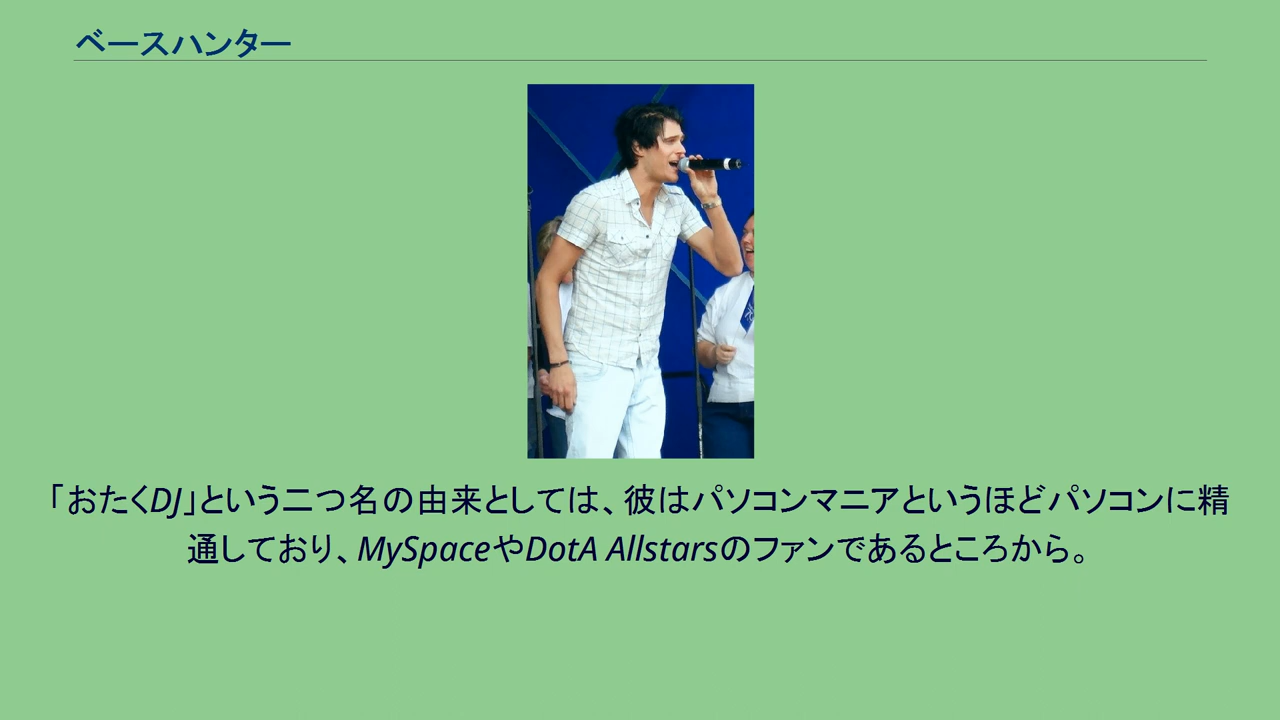 ベースハンター
「おたくDJ」という二つ名の由来としては、彼はパソコンマニアというほどパソコンに精
通しており、MySpaceやDotA Allstarsのファンであるところから。